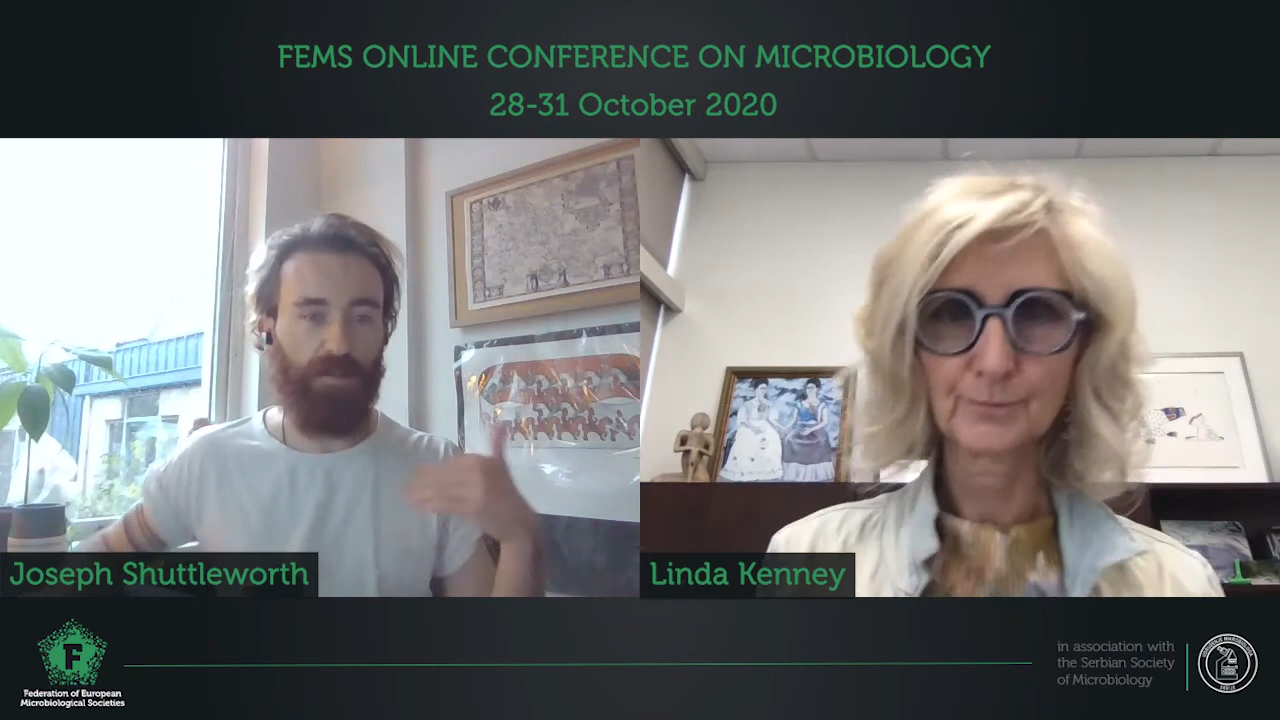 FEMS ONLINE CONFERENCE ON MICROBIOLOGY
28-31 October 2020
Joseph Shuttleworth
Linda Kenney
F
Federation of European
Microbiological Societies
in association with
the Serbian Society
of Microbiology